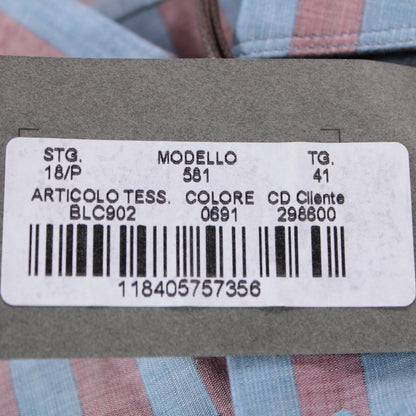 STG. MODELLO TG.
18/P 581 41
ARTICOLO TESS. COLORE CD Cliente
BLC902 0691 298600
118405757356